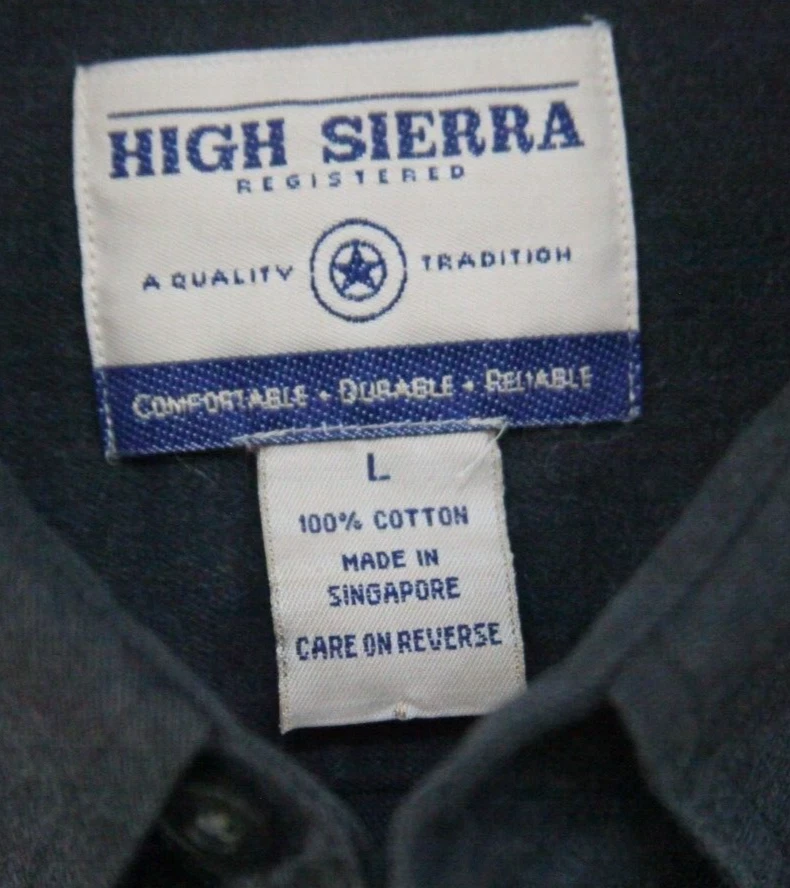 HIGH SIERRA
REGISTERED
A QUALITY TRADITION
COMFORTABLE • DURABLE • RELIABLE
L
100% COTTON
MADE IN
SINGAPORE
CARE ON REVERSE